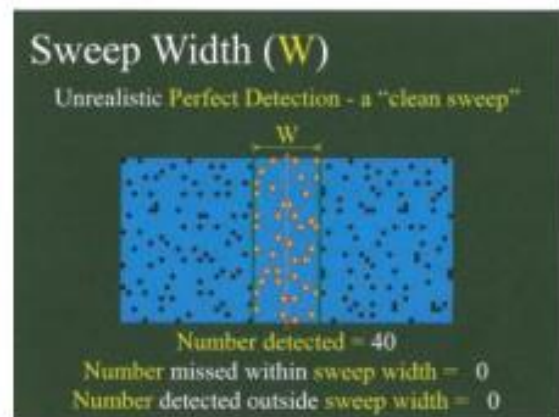 Sweep Width (W)
Unrealistic Perfect Detection - a “clean sweep”
W
Number detected = 40
Number missed within sweep width = 0
Number detected outside sweep width = 0